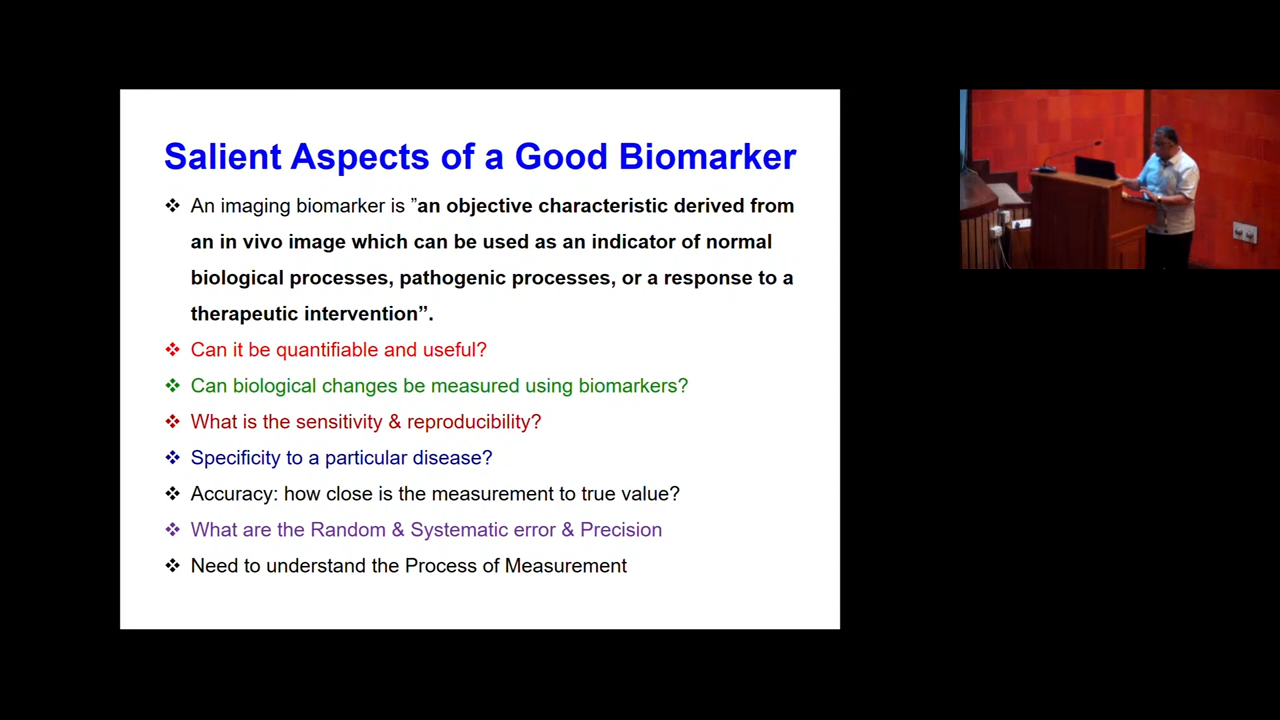 Salient Aspects of a Good Biomarker
❖ An imaging biomarker is ”an objective characteristic derived from
an in vivo image which can be used as an indicator of normal
biological processes, pathogenic processes, or a response to a
therapeutic intervention”.
❖ Can it be quantifiable and useful?
❖ Can biological changes be measured using biomarkers?
❖ What is the sensitivity & reproducibility?
❖ Specificity to a particular disease?
❖ Accuracy: how close is the measurement to true value?
❖ What are the Random & Systematic error & Precision
❖ Need to understand the Process of Measurement